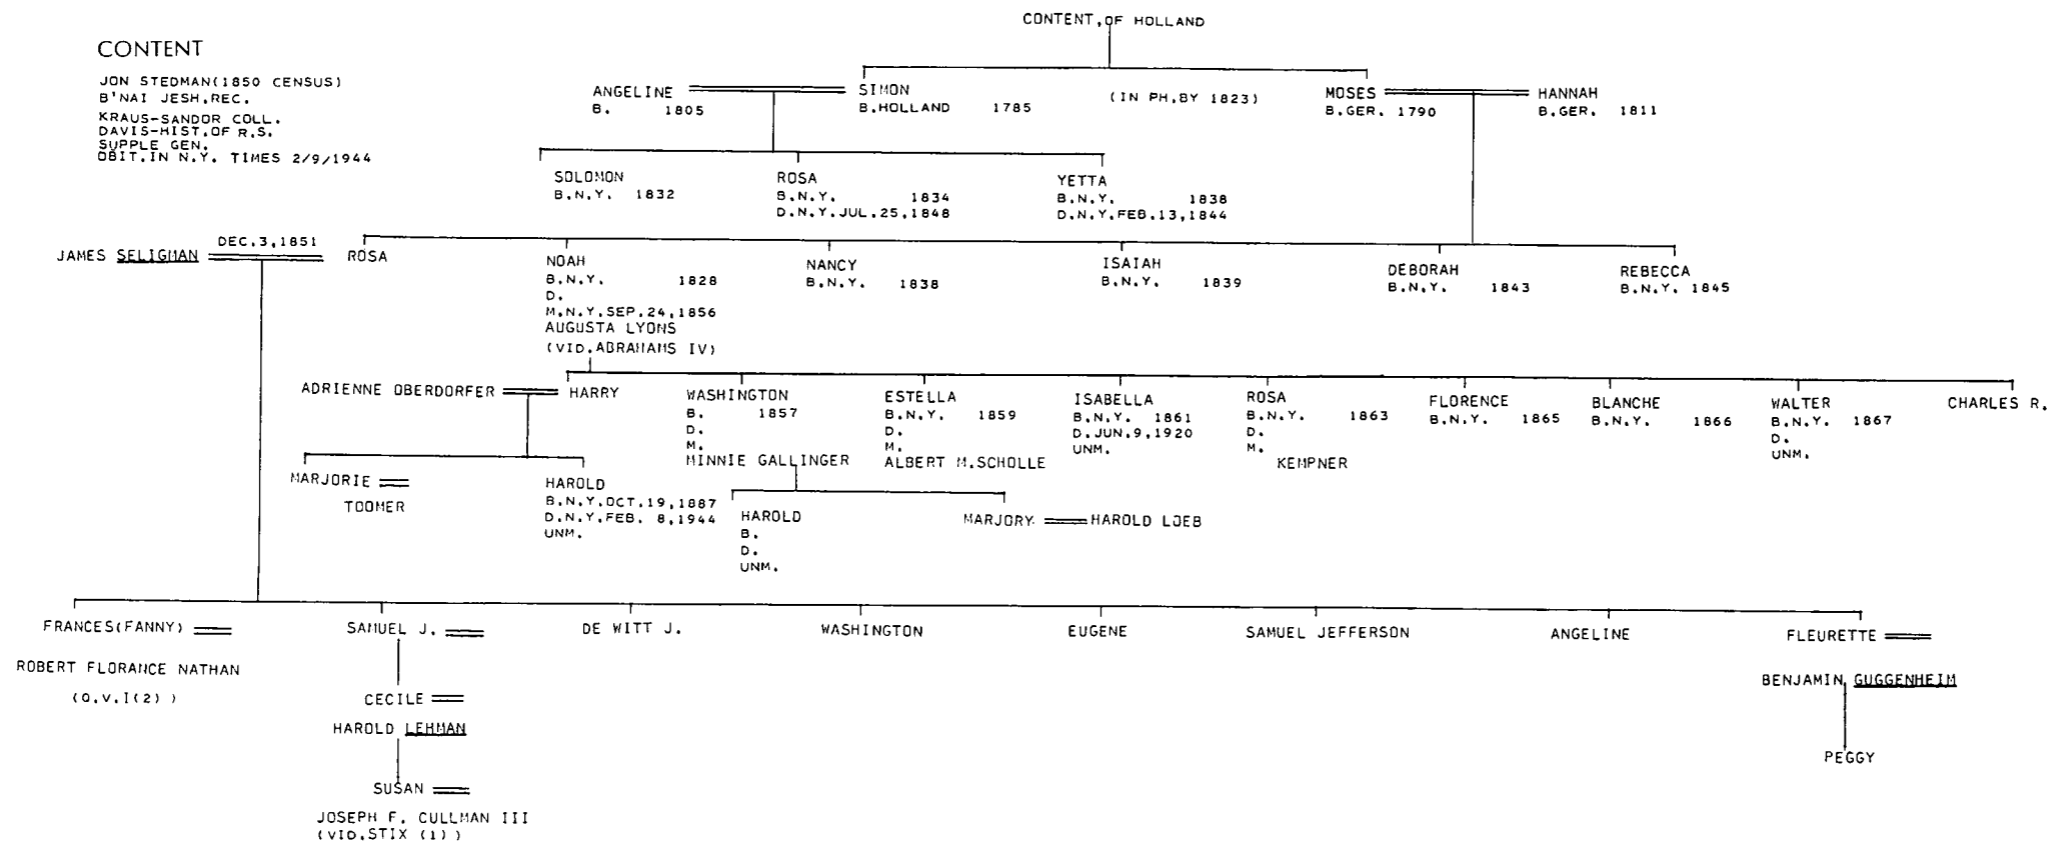 CONTENT, OF HOLLAND
CONTENT
JON STEDMAN(1850 CENSUS)
B'NAI JESH.REC.
KRAUS-SANDOR COLL.
DAVIS-HIST.OF R.S.
SUPPLE GEN.
OBIT.IN N.Y. TIMES 2/9/1944
ANGELINE
B. 1805
SIMON
B.HOLLAND 1785
(IN PH.BY 1823)
MOSES
B.GER. 1790
HANNAH
B.GER. 1811
SOLOMON
B.N.Y. 1832
ROSA
B.N.Y. 1834
D.N.Y.JUL.25,1848
YETTA
B.N.Y. 1838
D.N.Y.FEB.13,1844
JAMES SELIGMAN
DEC.3,1851
ROSA
NOAH
B.N.Y. 1828
D.
M.N.Y.SEP.24,1856
AUGUSTA LYONS
(VID.ABRAHAMS IV)
NANCY
B.N.Y. 1838
ISAIAH
B.N.Y. 1839
DEBORAH
B.N.Y. 1843
REBECCA
B.N.Y. 1845
ADRIENNE OBERDORFER
HARRY
WASHINGTON
B. 1857
D.
M.
MINNIE GALLINGER
ESTELLA
B.N.Y. 1859
D.
M.
ALBERT M.SCHOLLE
ISABELLA
B.N.Y. 1861
D.JUN.9,1920
UNM.
ROSA
B.N.Y. 1863
D.
M.
KEMPNER
FLORENCE
B.N.Y. 1865
BLANCHE
B.N.Y. 1866
WALTER
B.N.Y. 1867
D.
UNM.
CHARLES R.
MARJORIE
TOOMER
HAROLD
B.N.Y.OCT.19,1887
D.N.Y.FEB. 8,1944
UNM.
HAROLD
B.
D.
UNM.
MARJORY
HAROLD LOEB
FRANCES(FANNY)
ROBERT FLORANCE NATHAN
(Q.V.I(2) )
SAMUEL J.
CECILE
HAROLD LEHMAN
SUSAN
JOSEPH F. CULLMAN III
(VID.STIX (1) )
DE WITT J.
WASHINGTON
EUGENE
SAMUEL JEFFERSON
ANGELINE
FLEURETTE
BENJAMIN GUGGENHEIM
PEGGY